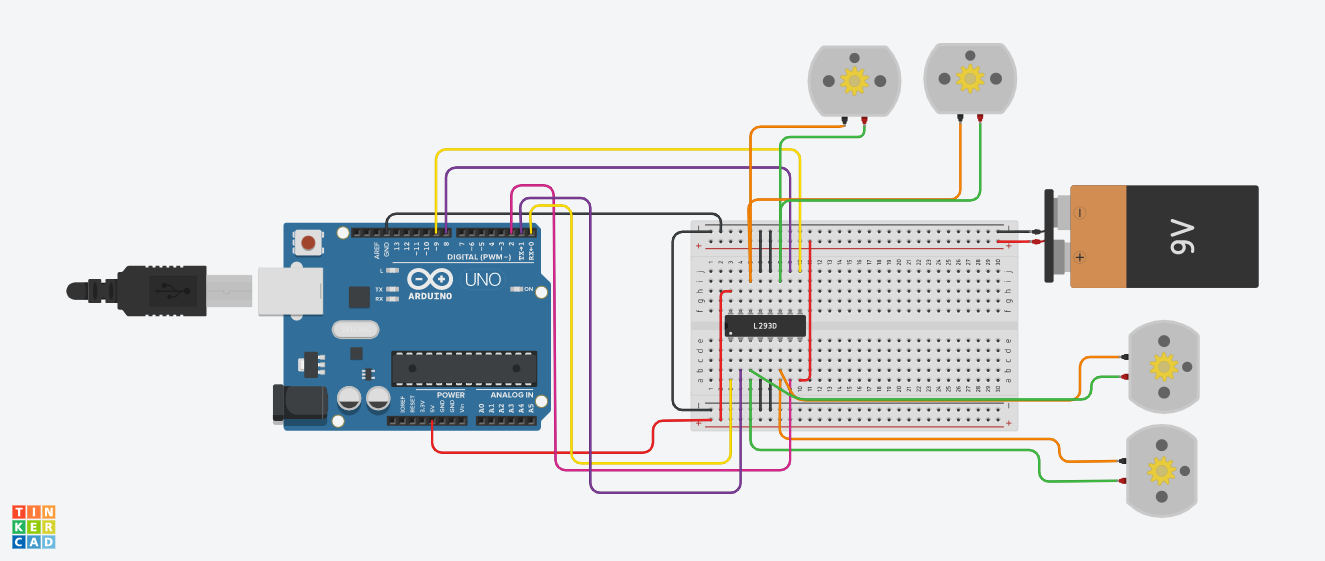 9V
AREF
GND
13
12
~11
~10
~9
8
7
~6
~5
4
~3
2
TX→1
RX←0
DIGITAL (PWM~)
L
TX
RX
ARDUINO
UNO
ON
L293D
POWER
ANALOG IN
IOREF
RESET
3.3V
5V
GND
GND
Vin
A0
A1
A2
A3
A4
A5
TIN
KER
CAD